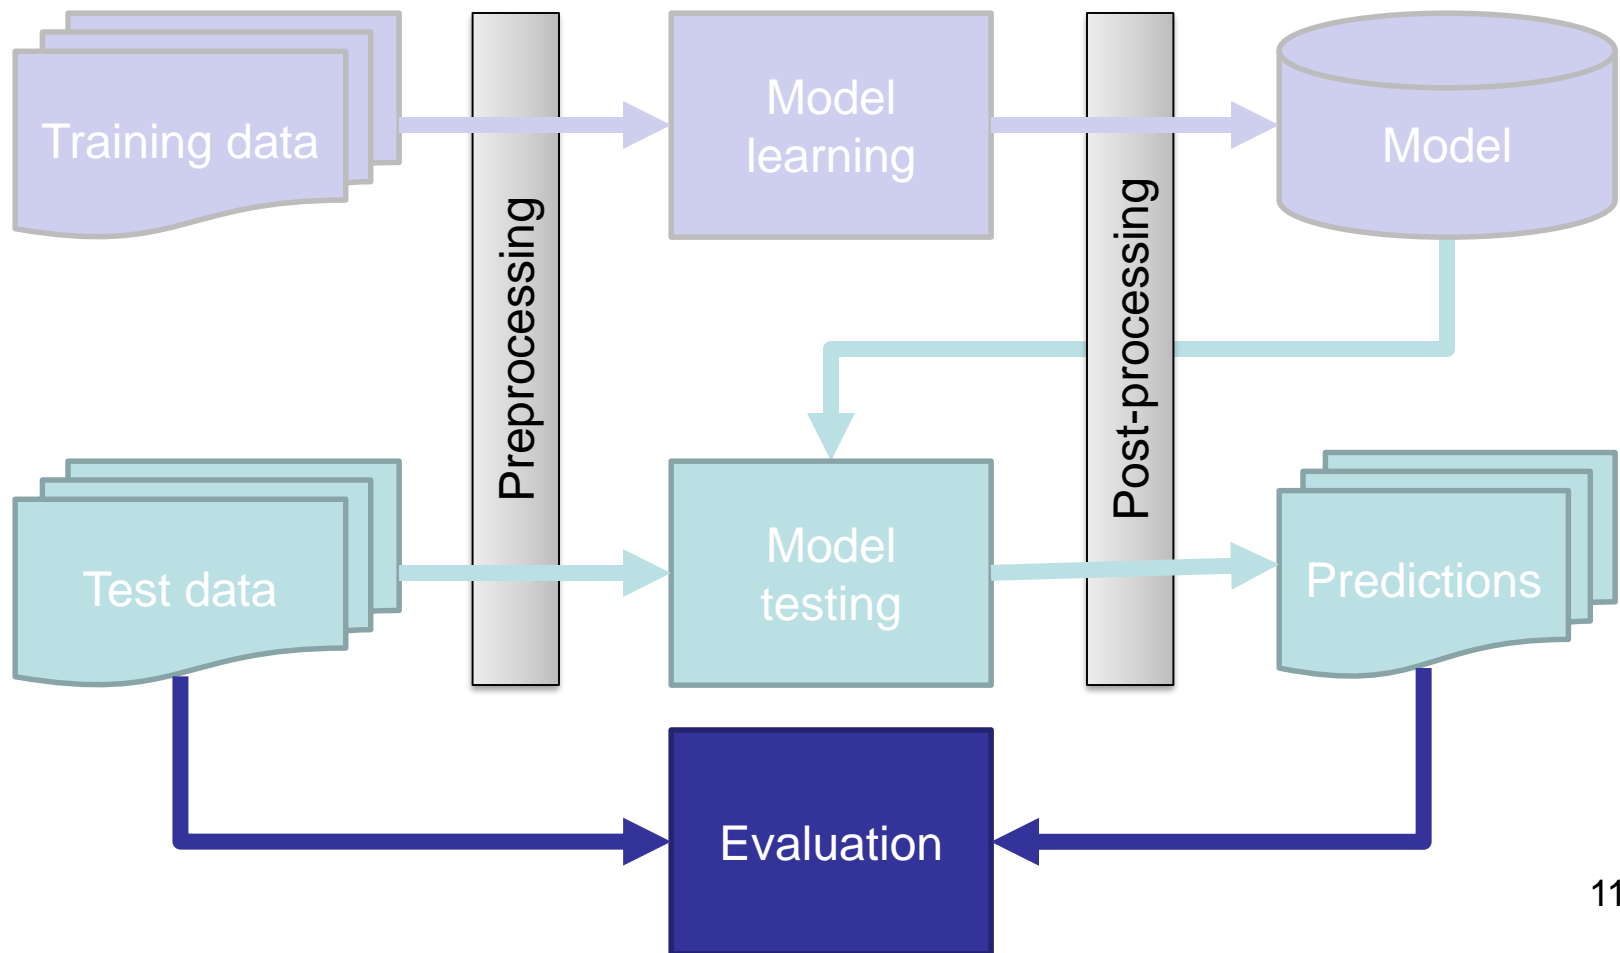 Training data
Preprocessing
Model
learning
Post-processing
Model
Test data
Model
testing
Predictions
Evaluation
11